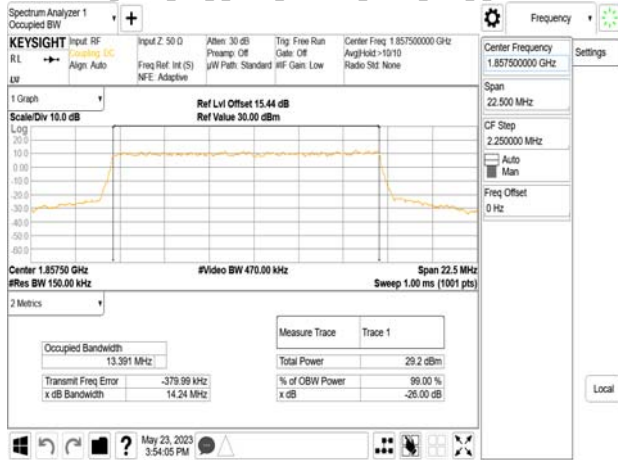 Spectrum Analyzer 1
Occupied BW
Frequency
KEYSIGHT
RL
LXI
Input: RF
Coupling: DC
Align: Auto
Input Z: 50 Ω
Freq Ref: Int (S)
NFE: Adaptive
Atten: 30 dB
Preamp: Off
µW Path: Standard
Trig: Free Run
Gate: Off
#IF Gain: Low
Center Freq: 1.857500000 GHz
Avg|Hold:>10/10
Radio Std: None
Center Frequency
1.857500000 GHz
Settings
Span
22.500 MHz
CF Step
2.250000 MHz
Auto
Man
Freq Offset
0 Hz
Local
1 Graph
Scale/Div 10.0 dB
Ref Lvl Offset 15.44 dB
Ref Value 30.00 dBm
Log
20.0
10.0
0.00
-10.0
-20.0
-30.0
-40.0
-50.0
-60.0
Center 1.85750 GHz
#Video BW 470.00 kHz
Span 22.5 MHz
#Res BW 150.00 kHz
Sweep 1.00 ms (1001 pts)
2 Metrics
Measure Trace
Trace 1
Occupied Bandwidth
13.391 MHz
Total Power
29.2 dBm
Transmit Freq Error
-379.99 kHz
% of OBW Power
99.00 %
x dB Bandwidth
14.24 MHz
x dB
-26.00 dB
May 23, 2023
3:54:05 PM